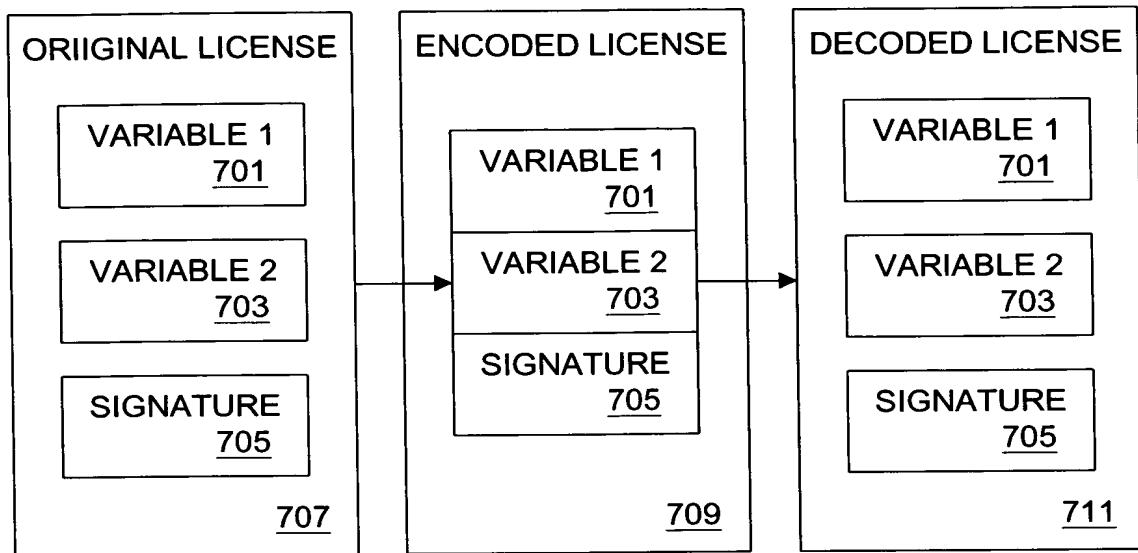 ORIIGINAL LICENSE
VARIABLE 1
701
VARIABLE 2
703
SIGNATURE
705
707
ENCODED LICENSE
VARIABLE 1
701
VARIABLE 2
703
SIGNATURE
705
709
DECODED LICENSE
VARIABLE 1
701
VARIABLE 2
703
SIGNATURE
705
711